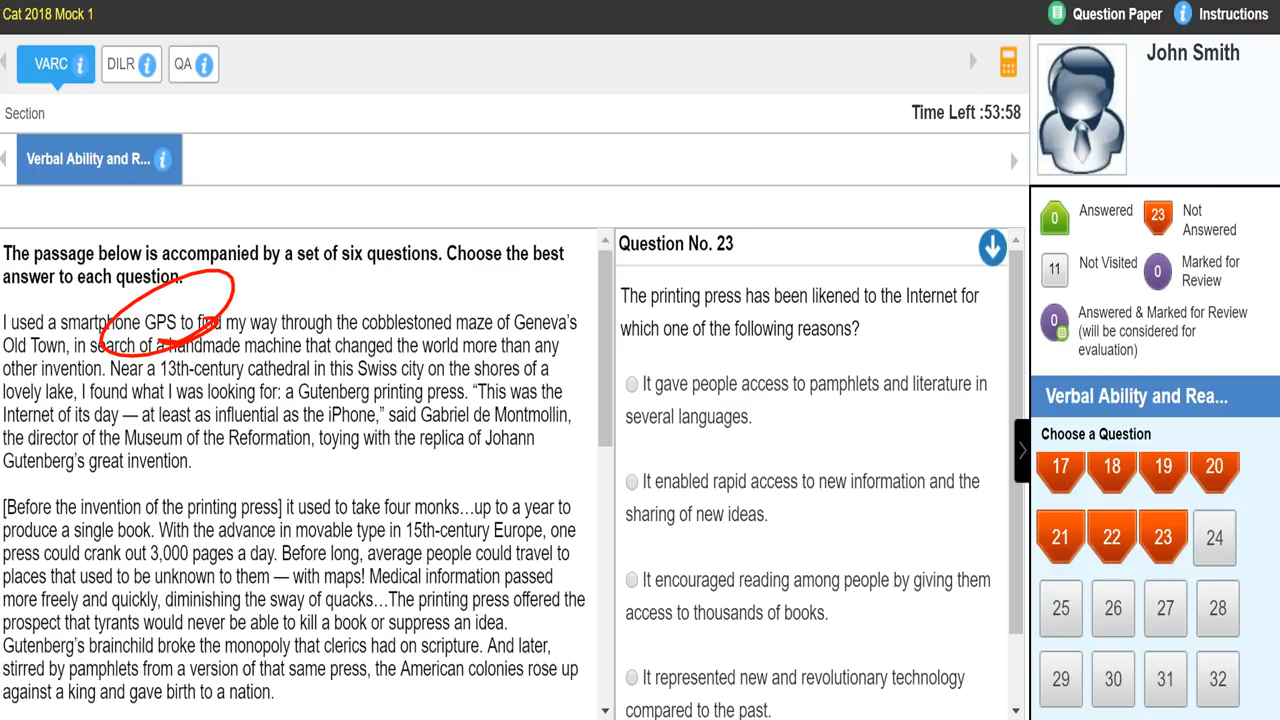 Cat 2018 Mock 1
Question Paper
Instructions
VARC
DILR
QA
John Smith
Section
Time Left :53:58
Verbal Ability and R...
The passage below is accompanied by a set of six questions. Choose the best
answer to each question.
I used a smartphone GPS to find my way through the cobblestoned maze of Geneva's
Old Town, in search of a handmade machine that changed the world more than any
other invention. Near a 13th-century cathedral in this Swiss city on the shores of a
lovely lake, I found what I was looking for: a Gutenberg printing press. “This was the
Internet of its day — at least as influential as the iPhone,” said Gabriel de Montmollin,
the director of the Museum of the Reformation, toying with the replica of Johann
Gutenberg's great invention.
[Before the invention of the printing press] it used to take four monks…up to a year to
produce a single book. With the advance in movable type in 15th-century Europe, one
press could crank out 3,000 pages a day. Before long, average people could travel to
places that used to be unknown to them — with maps! Medical information passed
more freely and quickly, diminishing the sway of quacks…The printing press offered the
prospect that tyrants would never be able to kill a book or suppress an idea.
Gutenberg's brainchild broke the monopoly that clerics had on scripture. And later,
stirred by pamphlets from a version of that same press, the American colonies rose up
against a king and gave birth to a nation.
Question No. 23
The printing press has been likened to the Internet for
which one of the following reasons?
It gave people access to pamphlets and literature in
several languages.
It enabled rapid access to new information and the
sharing of new ideas.
It encouraged reading among people by giving them
access to thousands of books.
It represented new and revolutionary technology
compared to the past.
0
Answered
23
Not
Answered
11
Not Visited
0
Marked for
Review
0
Answered & Marked for Review
(will be considered for
evaluation)
Verbal Ability and Rea...
Choose a Question
17 18 19 20
21 22 23 24
25 26 27 28
29 30 31 32